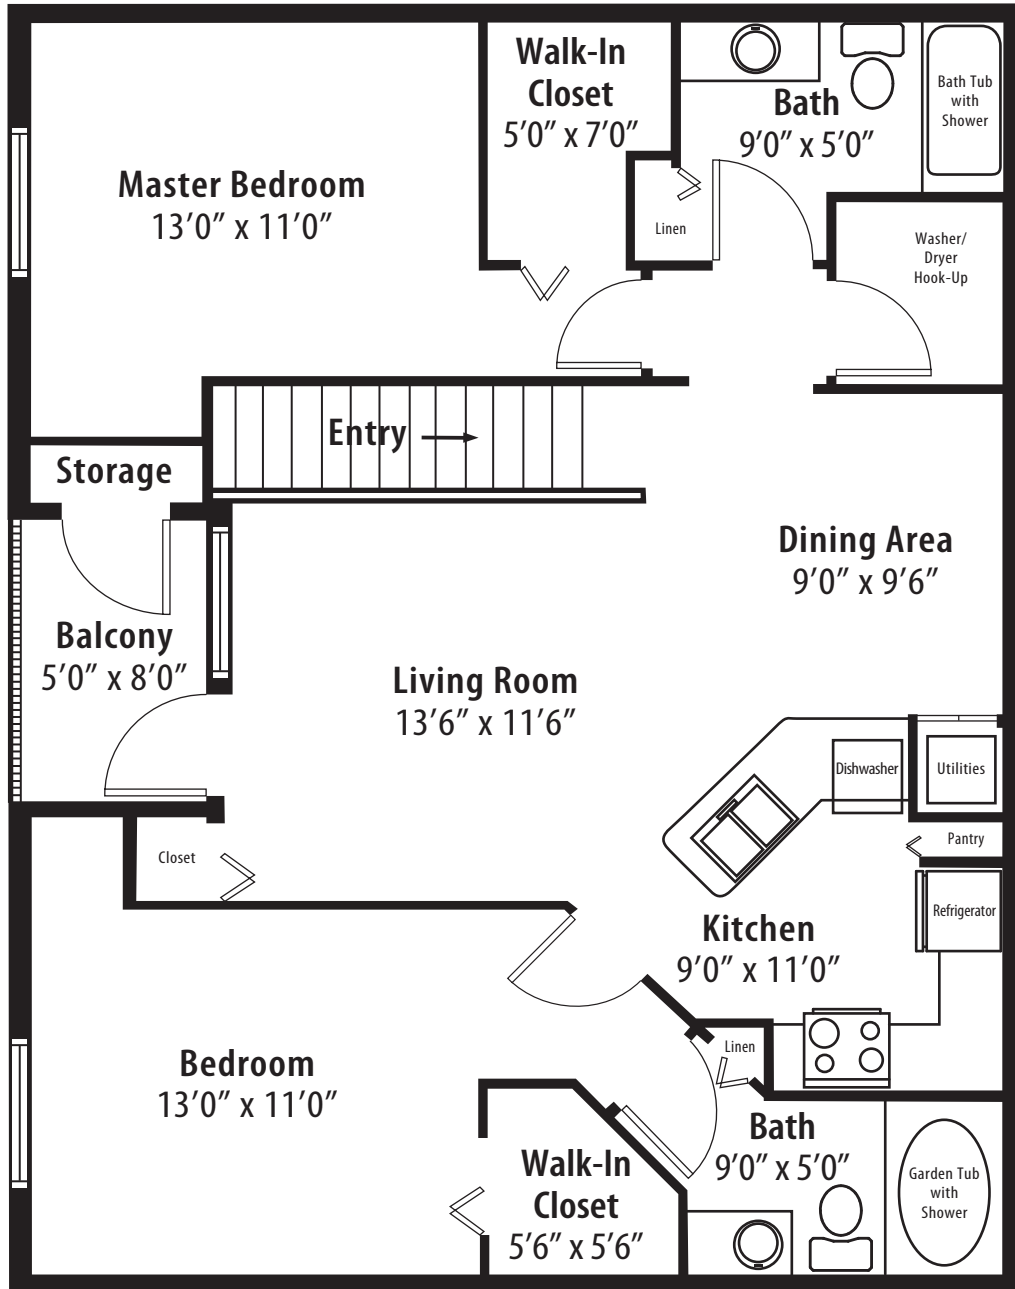 Walk-In
Closet
5’0” x 7’0”
Bath
9’0” x 5’0”
Bath Tub
with
Shower
Master Bedroom
13’0” x 11’0”
Linen
Washer/
Dryer
Hook-Up
Entry
Storage
Dining Area
9’0” x 9’6”
Balcony
5’0” x 8’0”
Living Room
13’6” x 11’6”
Dishwasher
Utilities
Pantry
Closet
Refrigerator
Kitchen
9’0” x 11’0”
Linen
Bedroom
13’0” x 11’0”
Bath
9’0” x 5’0”
Walk-In
Closet
5’6” x 5’6”
Garden Tub
with
Shower